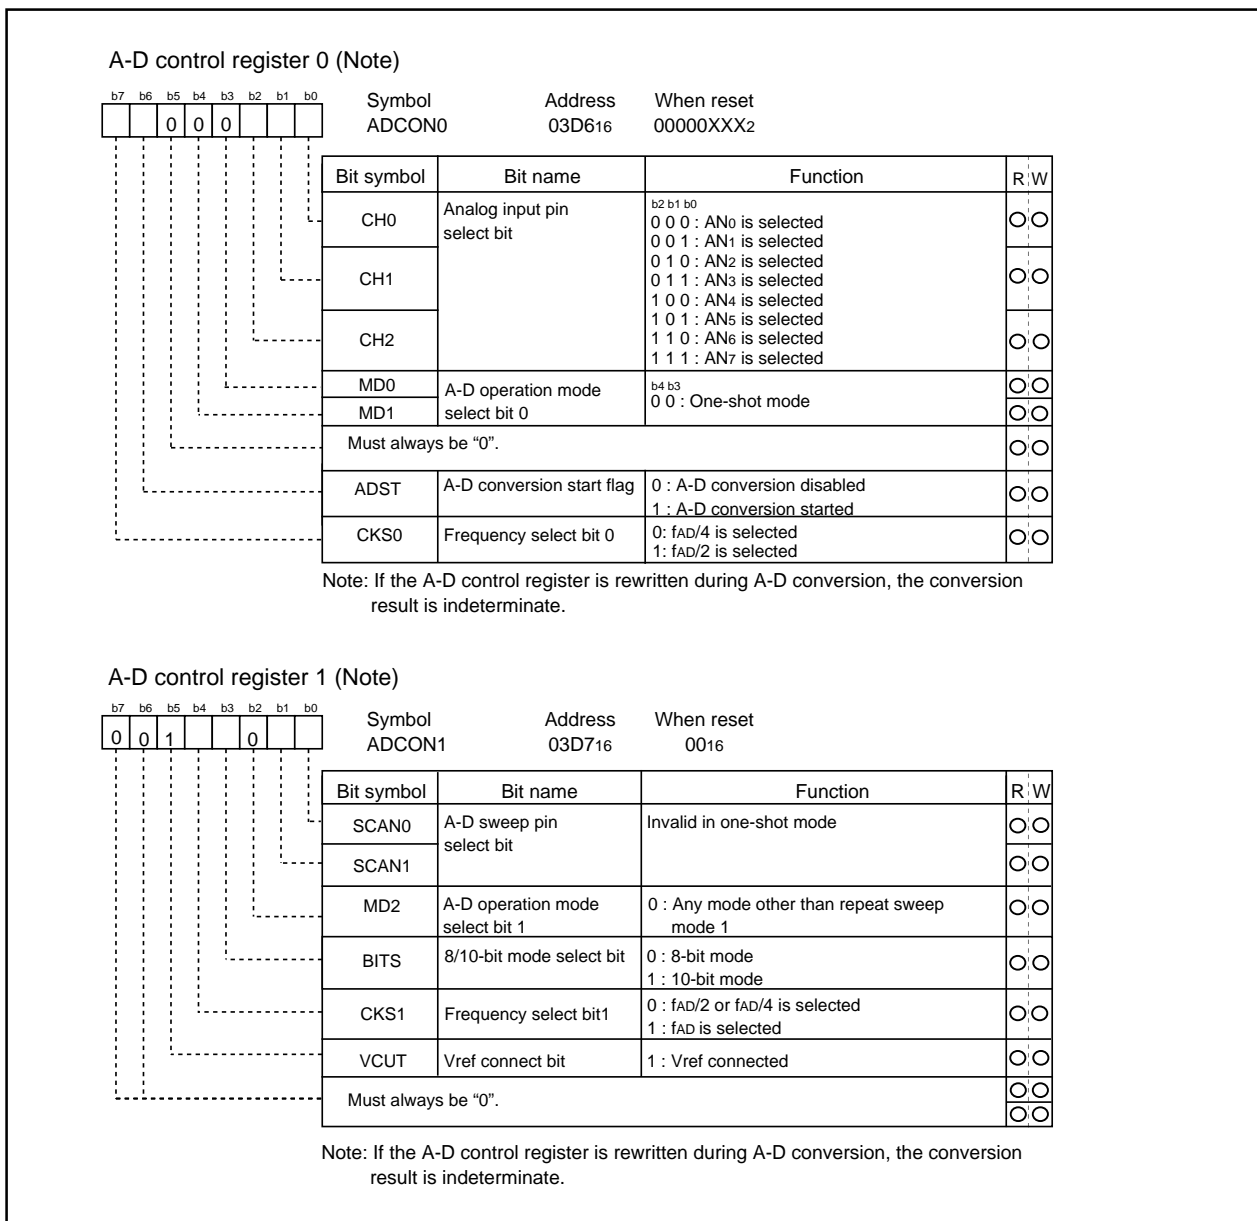 A-D control register 0 (Note)
b7 b6 b5 b4 b3 b2 b1 b0
0 0 0
Symbol Address When reset
ADCON0 03D616 00000XXX2
Bit symbol Bit name Function R W
CH0 Analog input pin select bit
b2 b1 b0
0 0 0 : AN0 is selected
0 0 1 : AN1 is selected
CH1
0 1 0 : AN2 is selected
0 1 1 : AN3 is selected
1 0 0 : AN4 is selected
CH2
1 0 1 : AN5 is selected
1 1 0 : AN6 is selected
1 1 1 : AN7 is selected
MD0
MD1
A-D operation mode
select bit 0
b4 b3
0 0 : One-shot mode
Must always be “0”.
ADST A-D conversion start flag 0 : A-D conversion disabled
1 : A-D conversion started
CKS0 Frequency select bit 0 0: fAD/4 is selected
1: fAD/2 is selected
Note: If the A-D control register is rewritten during A-D conversion, the conversion
result is indeterminate.
A-D control register 1 (Note)
b7 b6 b5 b4 b3 b2 b1 b0
0 0 1 0
Symbol Address When reset
ADCON1 03D716 0016
Bit symbol Bit name Function R W
SCAN0
SCAN1
A-D sweep pin
select bit
Invalid in one-shot mode
MD2 A-D operation mode
select bit 1
0 : Any mode other than repeat sweep
mode 1
BITS 8/10-bit mode select bit 0 : 8-bit mode
1 : 10-bit mode
CKS1 Frequency select bit1 0 : fAD/2 or fAD/4 is selected
1 : fAD is selected
VCUT Vref connect bit 1 : Vref connected
Must always be “0”.
Note: If the A-D control register is rewritten during A-D conversion, the conversion
result is indeterminate.